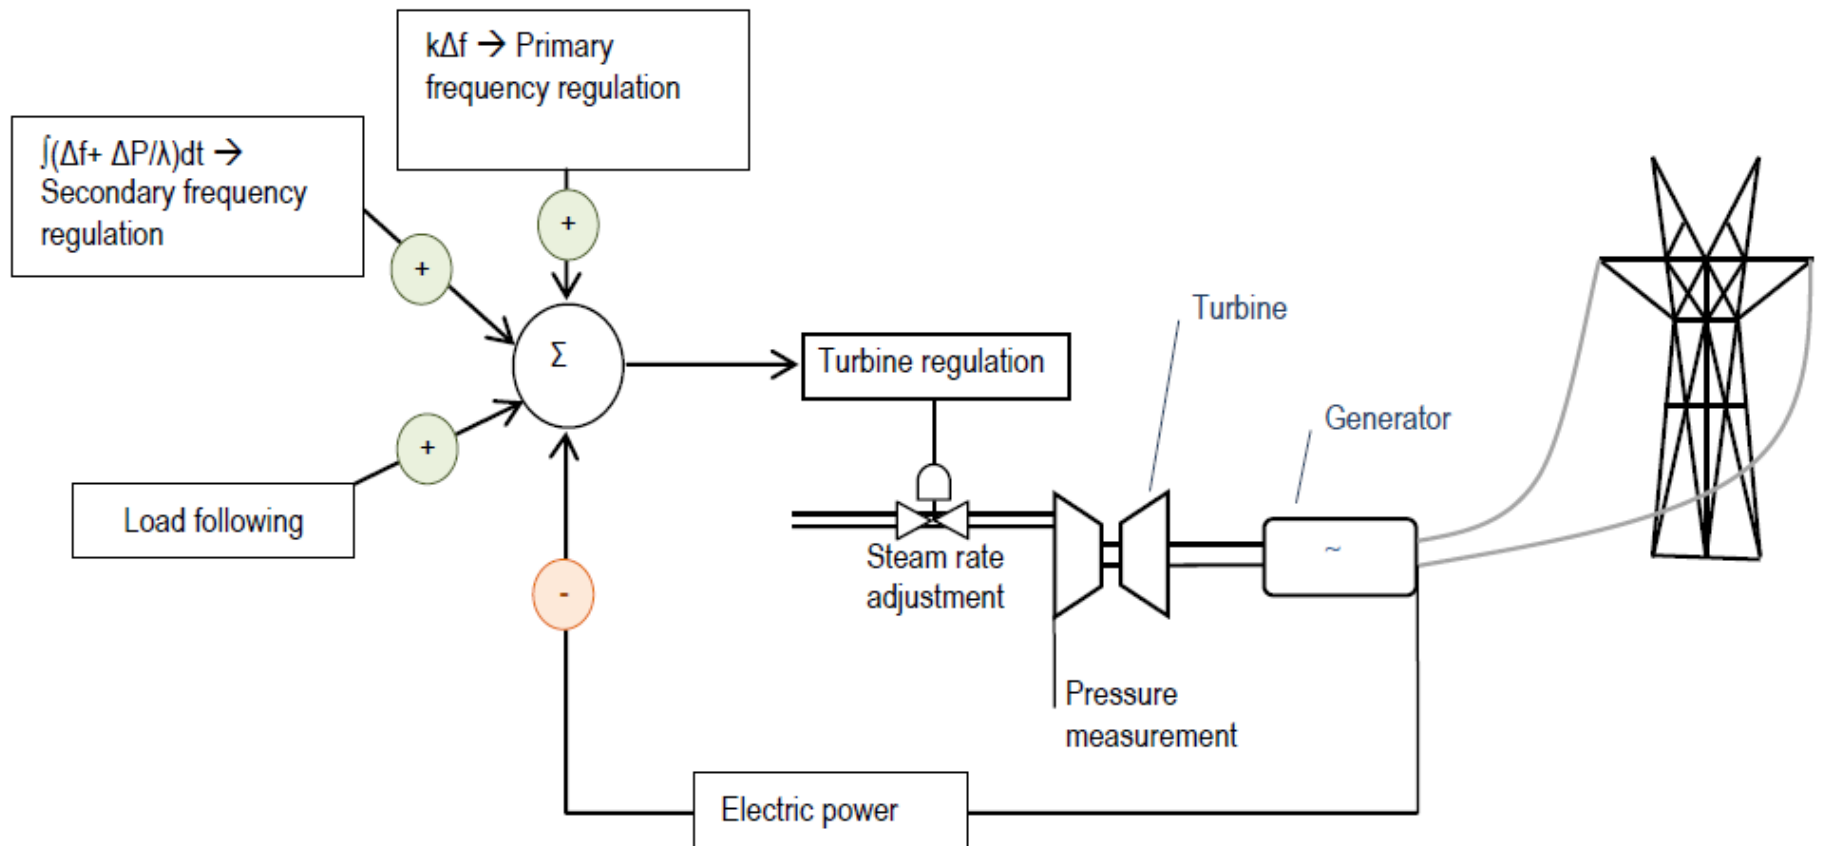 kΔf → Primary
frequency regulation
∫(Δf+ ΔP/λ)dt →
Secondary frequency
regulation
+
+
Σ
Turbine
Turbine regulation
Generator
+
Load following
~
Steam rate
adjustment
-
Pressure
measurement
Electric power